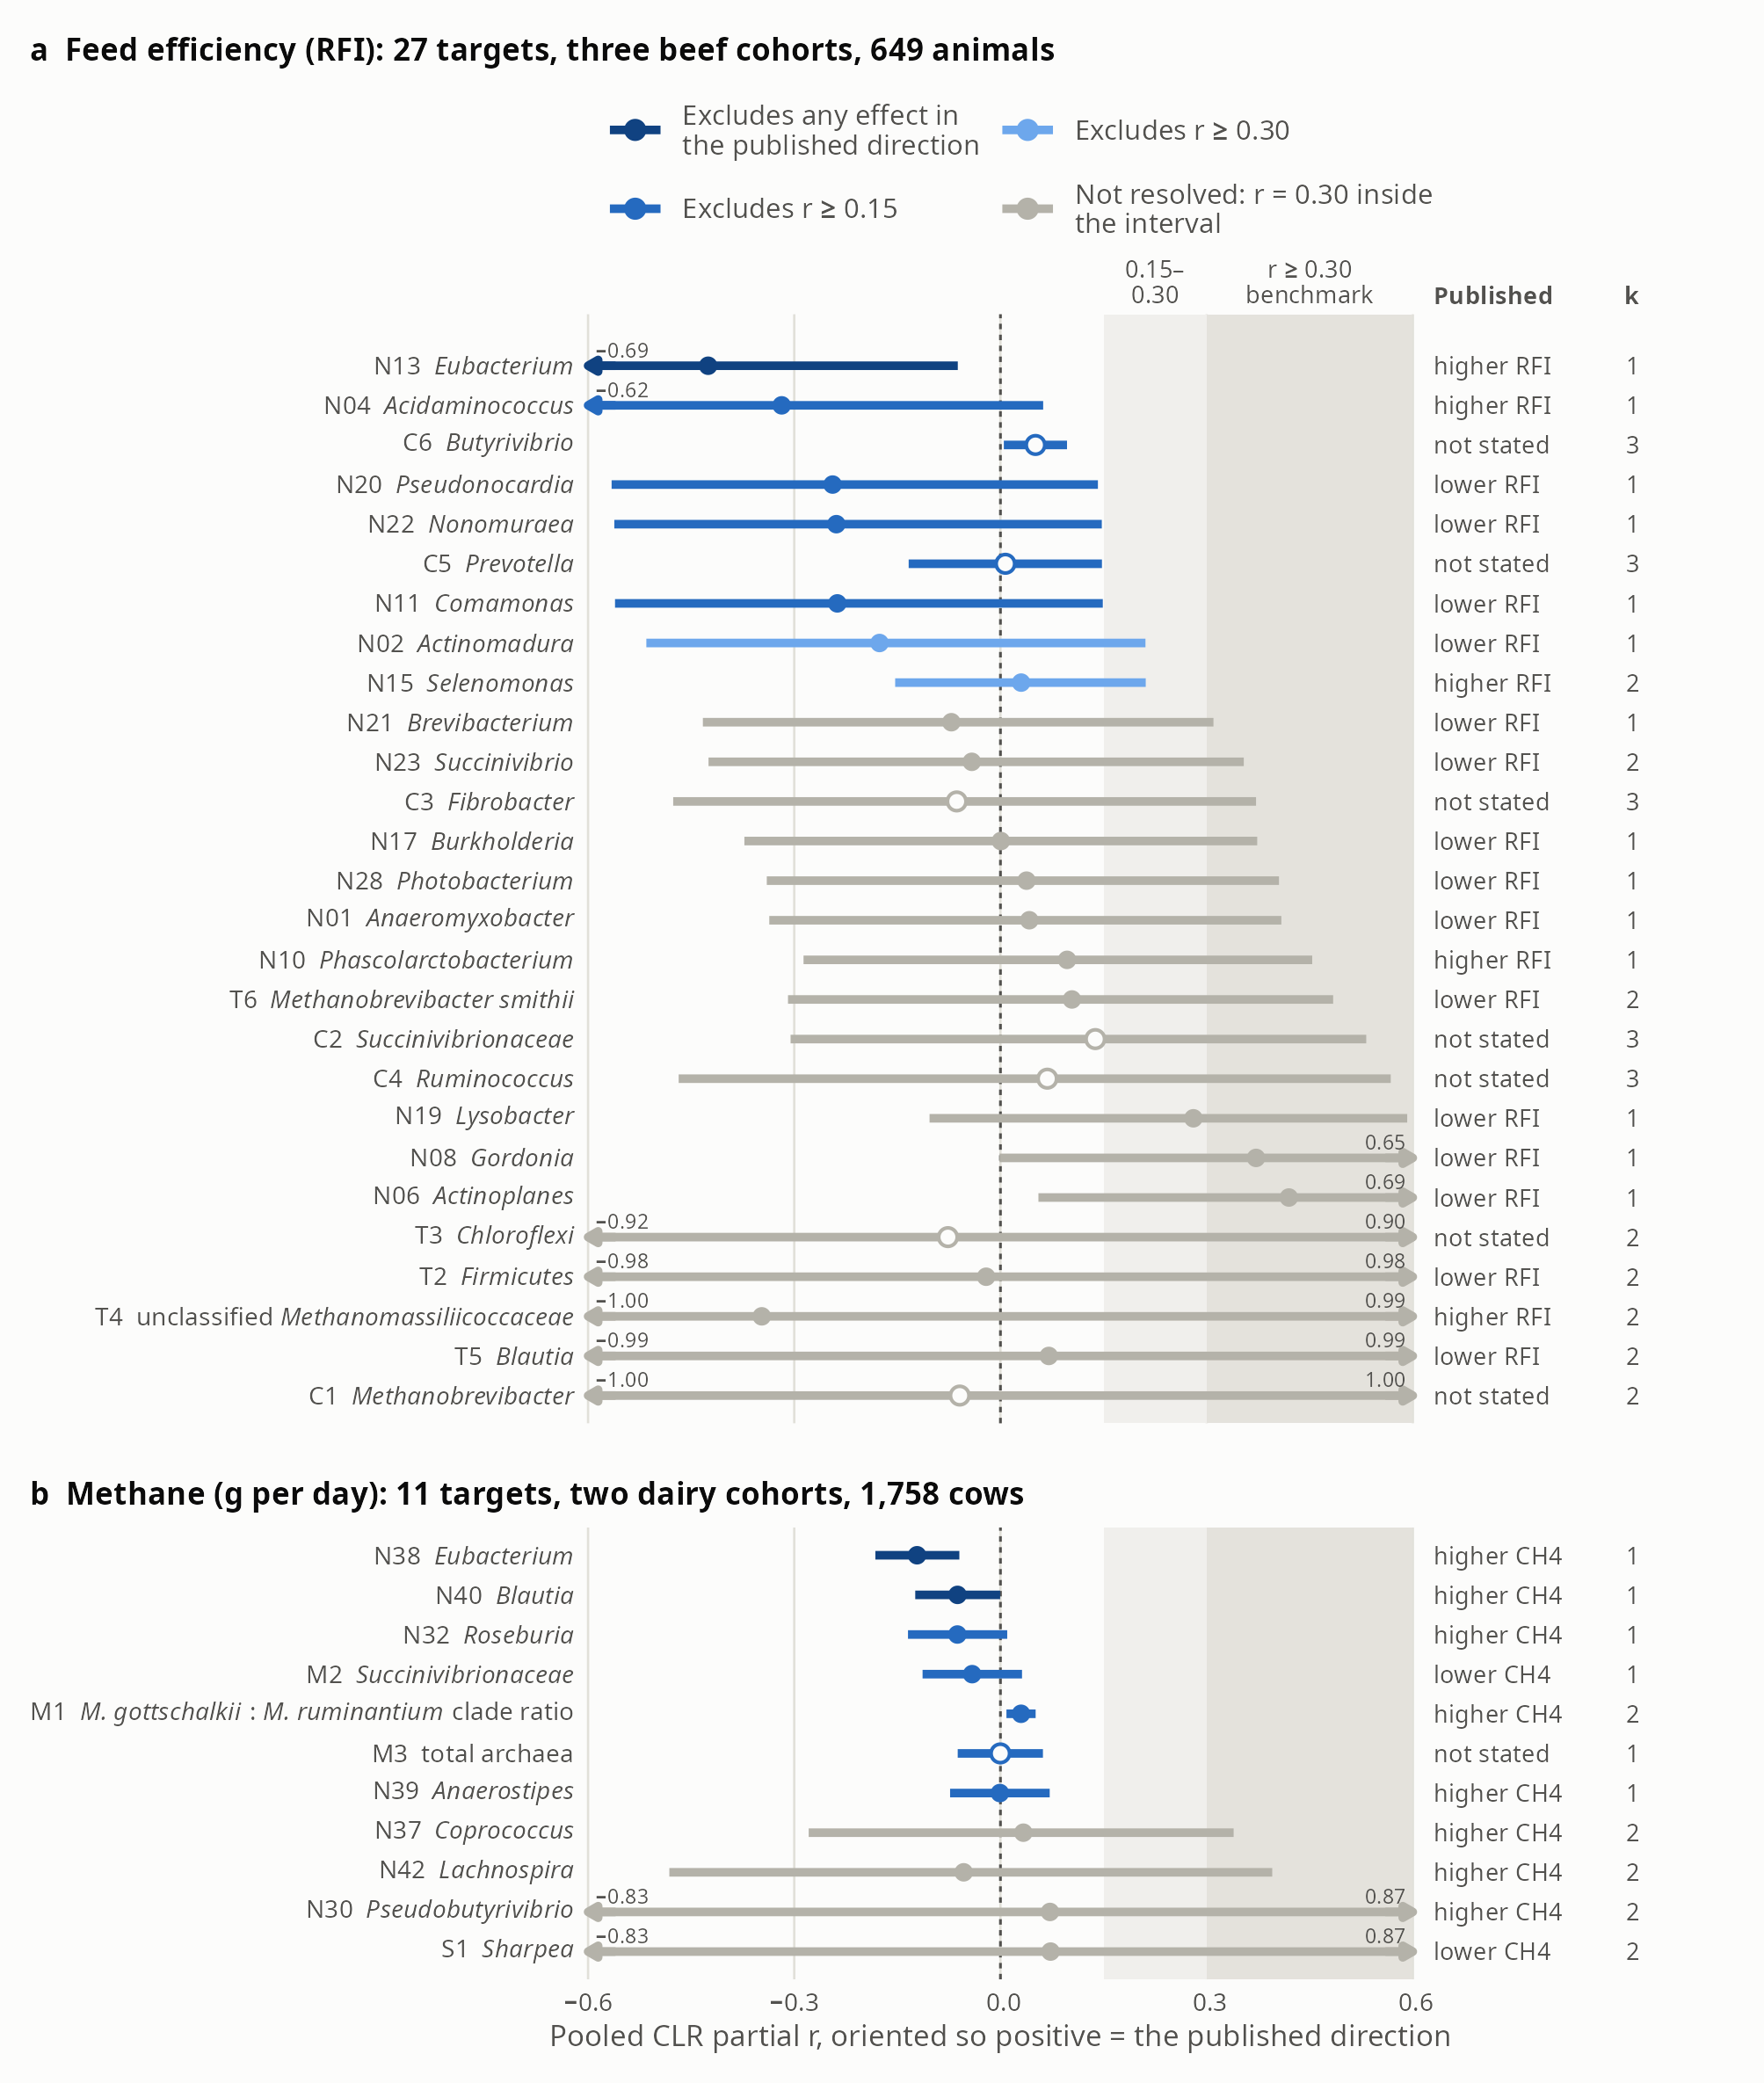 a Feed efficiency (RFI): 27 targets, three beef cohorts, 649 animals
Excludes any effect in
the published direction
Excludes r ≥ 0.30
Excludes r ≥ 0.15
Not resolved: r = 0.30 inside
the interval
0.15–
0.30
r ≥ 0.30
benchmark
Published k
N13 Eubacterium −0.69 higher RFI 1
N04 Acidaminococcus −0.62 higher RFI 1
C6 Butyrivibrio not stated 3
N20 Pseudonocardia lower RFI 1
N22 Nonomuraea lower RFI 1
C5 Prevotella not stated 3
N11 Comamonas lower RFI 1
N02 Actinomadura lower RFI 1
N15 Selenomonas higher RFI 2
N21 Brevibacterium lower RFI 1
N23 Succinivibrio lower RFI 2
C3 Fibrobacter not stated 3
N17 Burkholderia lower RFI 1
N28 Photobacterium lower RFI 1
N01 Anaeromyxobacter lower RFI 1
N10 Phascolarctobacterium higher RFI 1
T6 Methanobrevibacter smithii lower RFI 2
C2 Succinivibrionaceae not stated 3
C4 Ruminococcus not stated 3
N19 Lysobacter lower RFI 1
N08 Gordonia 0.65 lower RFI 1
N06 Actinoplanes 0.69 lower RFI 1
T3 Chloroflexi −0.92 0.90 not stated 2
T2 Firmicutes −0.98 0.98 lower RFI 2
T4 unclassified Methanomassiliicoccaceae −1.00 0.99 higher RFI 2
T5 Blautia −0.99 0.99 lower RFI 2
C1 Methanobrevibacter −1.00 1.00 not stated 2
b Methane (g per day): 11 targets, two dairy cohorts, 1,758 cows
N38 Eubacterium higher CH4 1
N40 Blautia higher CH4 1
N32 Roseburia higher CH4 1
M2 Succinivibrionaceae lower CH4 1
M1 M. gottschalkii : M. ruminantium clade ratio higher CH4 2
M3 total archaea not stated 1
N39 Anaerostipes higher CH4 1
N37 Coprococcus higher CH4 2
N42 Lachnospira higher CH4 2
N30 Pseudobutyrivibrio −0.83 0.87 higher CH4 2
S1 Sharpea −0.83 0.87 lower CH4 2
−0.6 −0.3 0.0 0.3 0.6
Pooled CLR partial r, oriented so positive = the published direction